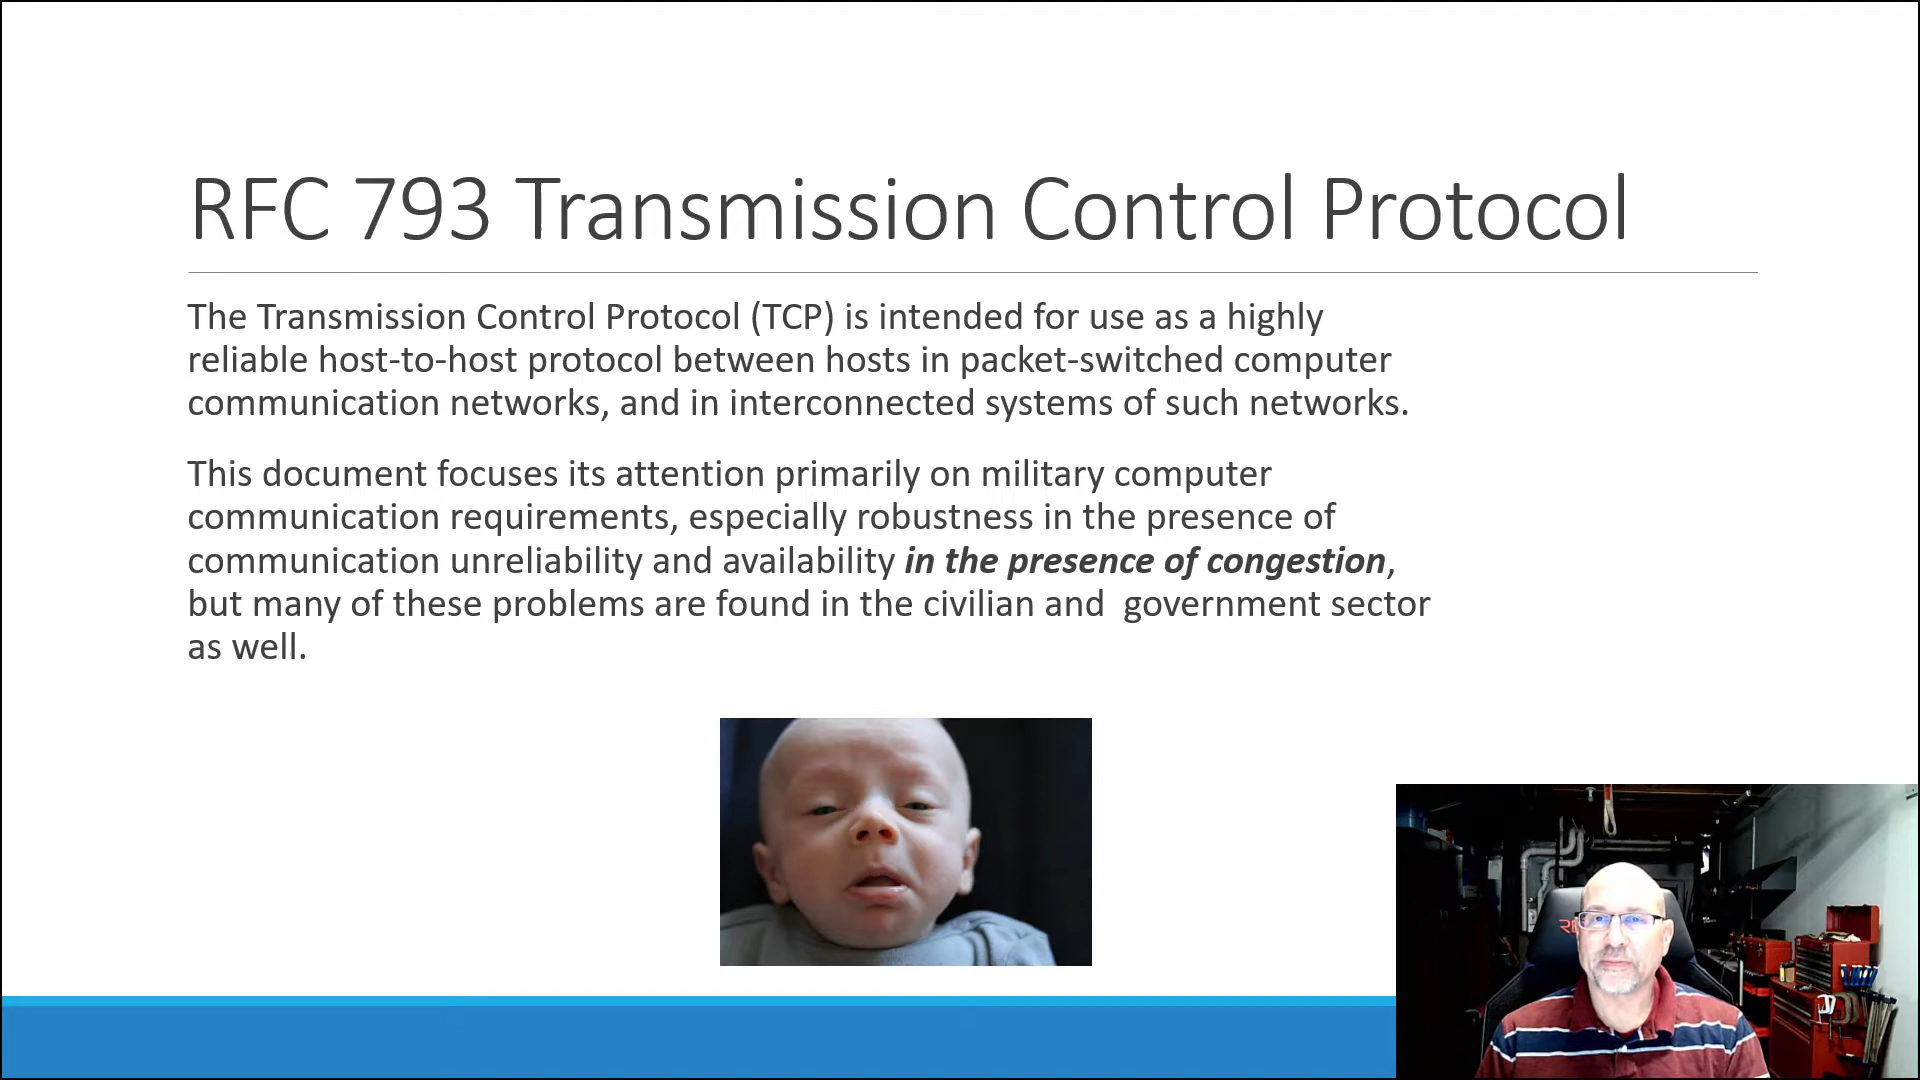 RFC 793 Transmission Control Protocol
The Transmission Control Protocol (TCP) is intended for use as a highly
reliable host-to-host protocol between hosts in packet-switched computer
communication networks, and in interconnected systems of such networks.
This document focuses its attention primarily on military computer
communication requirements, especially robustness in the presence of
communication unreliability and availability in the presence of congestion,
but many of these problems are found in the civilian and  government sector
as well.